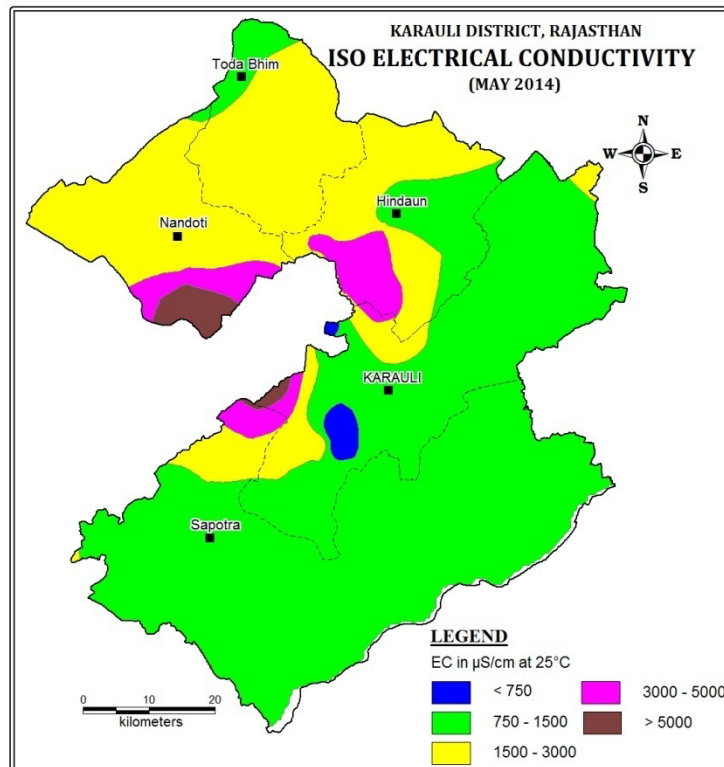 KARAULI DISTRICT, RAJASTHAN
ISO ELECTRICAL CONDUCTIVITY
(MAY 2014)
Toda Bhim
N
W E
S
Hindaun
Nandoti
KARAULI
Sapotra
LEGEND
EC in µS/cm at 25°C
< 750
3000 - 5000
750 - 1500
> 5000
1500 - 3000
0 10 20
kilometers